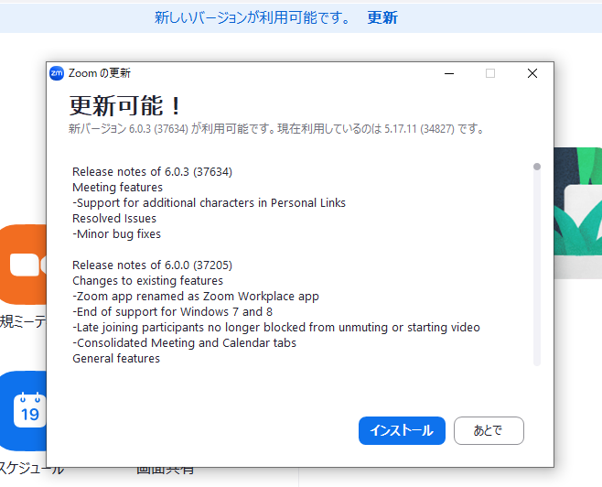 新しいバージョンが利用可能です。 更新
zm Zoom の更新
更新可能！
新バージョン 6.0.3 (37634) が利用可能です。現在利用しているのは 5.17.11 (34827) です。
Release notes of 6.0.3 (37634)
Meeting features
-Support for additional characters in Personal Links
Resolved Issues
-Minor bug fixes
Release notes of 6.0.0 (37205)
Changes to existing features
-Zoom app renamed as Zoom Workplace app
-End of support for Windows 7 and 8
-Late joining participants no longer blocked from unmuting or starting video
-Consolidated Meeting and Calendar tabs
General features
規ミーテ
19
インストール あとで
スケジュール 画面共有